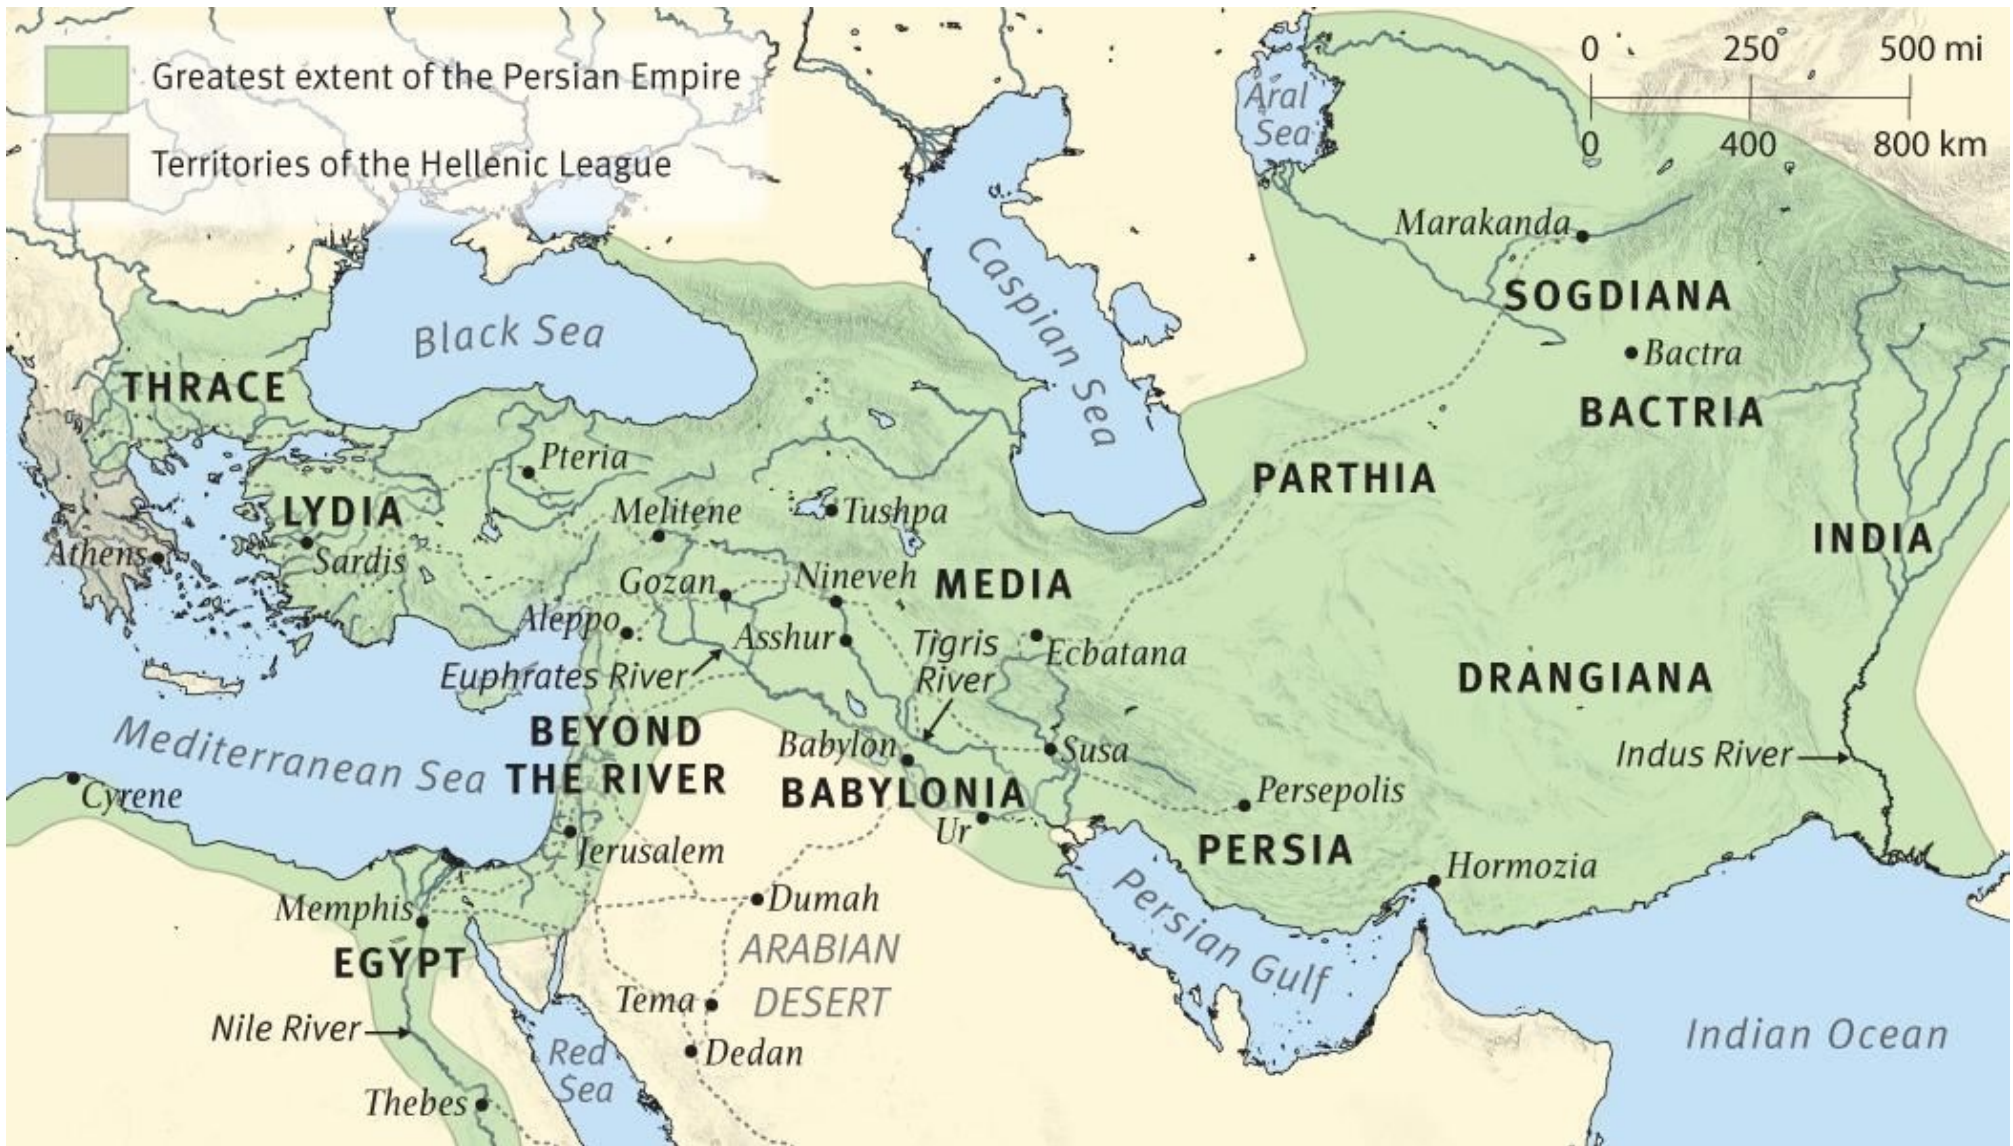 Greatest extent of the Persian Empire
Territories of the Hellenic League
0 250 500 mi
0 400 800 km
Aral
Sea
Marakanda
SOGDIANA
Bactra
BACTRIA
Caspian Sea
Black Sea
THRACE
Pteria
PARTHIA
LYDIA
Melitene
Tushpa
INDIA
Athens
Sardis
Gozan
Nineveh
MEDIA
Aleppo
Asshur
Tigris
River
Ecbatana
Euphrates River
DRANGIANA
BEYOND
THE RIVER
Mediterranean Sea
Babylon
Susa
Indus River
Cyrene
BABYLONIA
Persepolis
Ur
PERSIA
Jerusalem
Hormozia
Memphis
Dumah
Persian Gulf
EGYPT
ARABIAN
DESERT
Tema
Nile River
Indian Ocean
Red
Sea
Dedan
Thebes